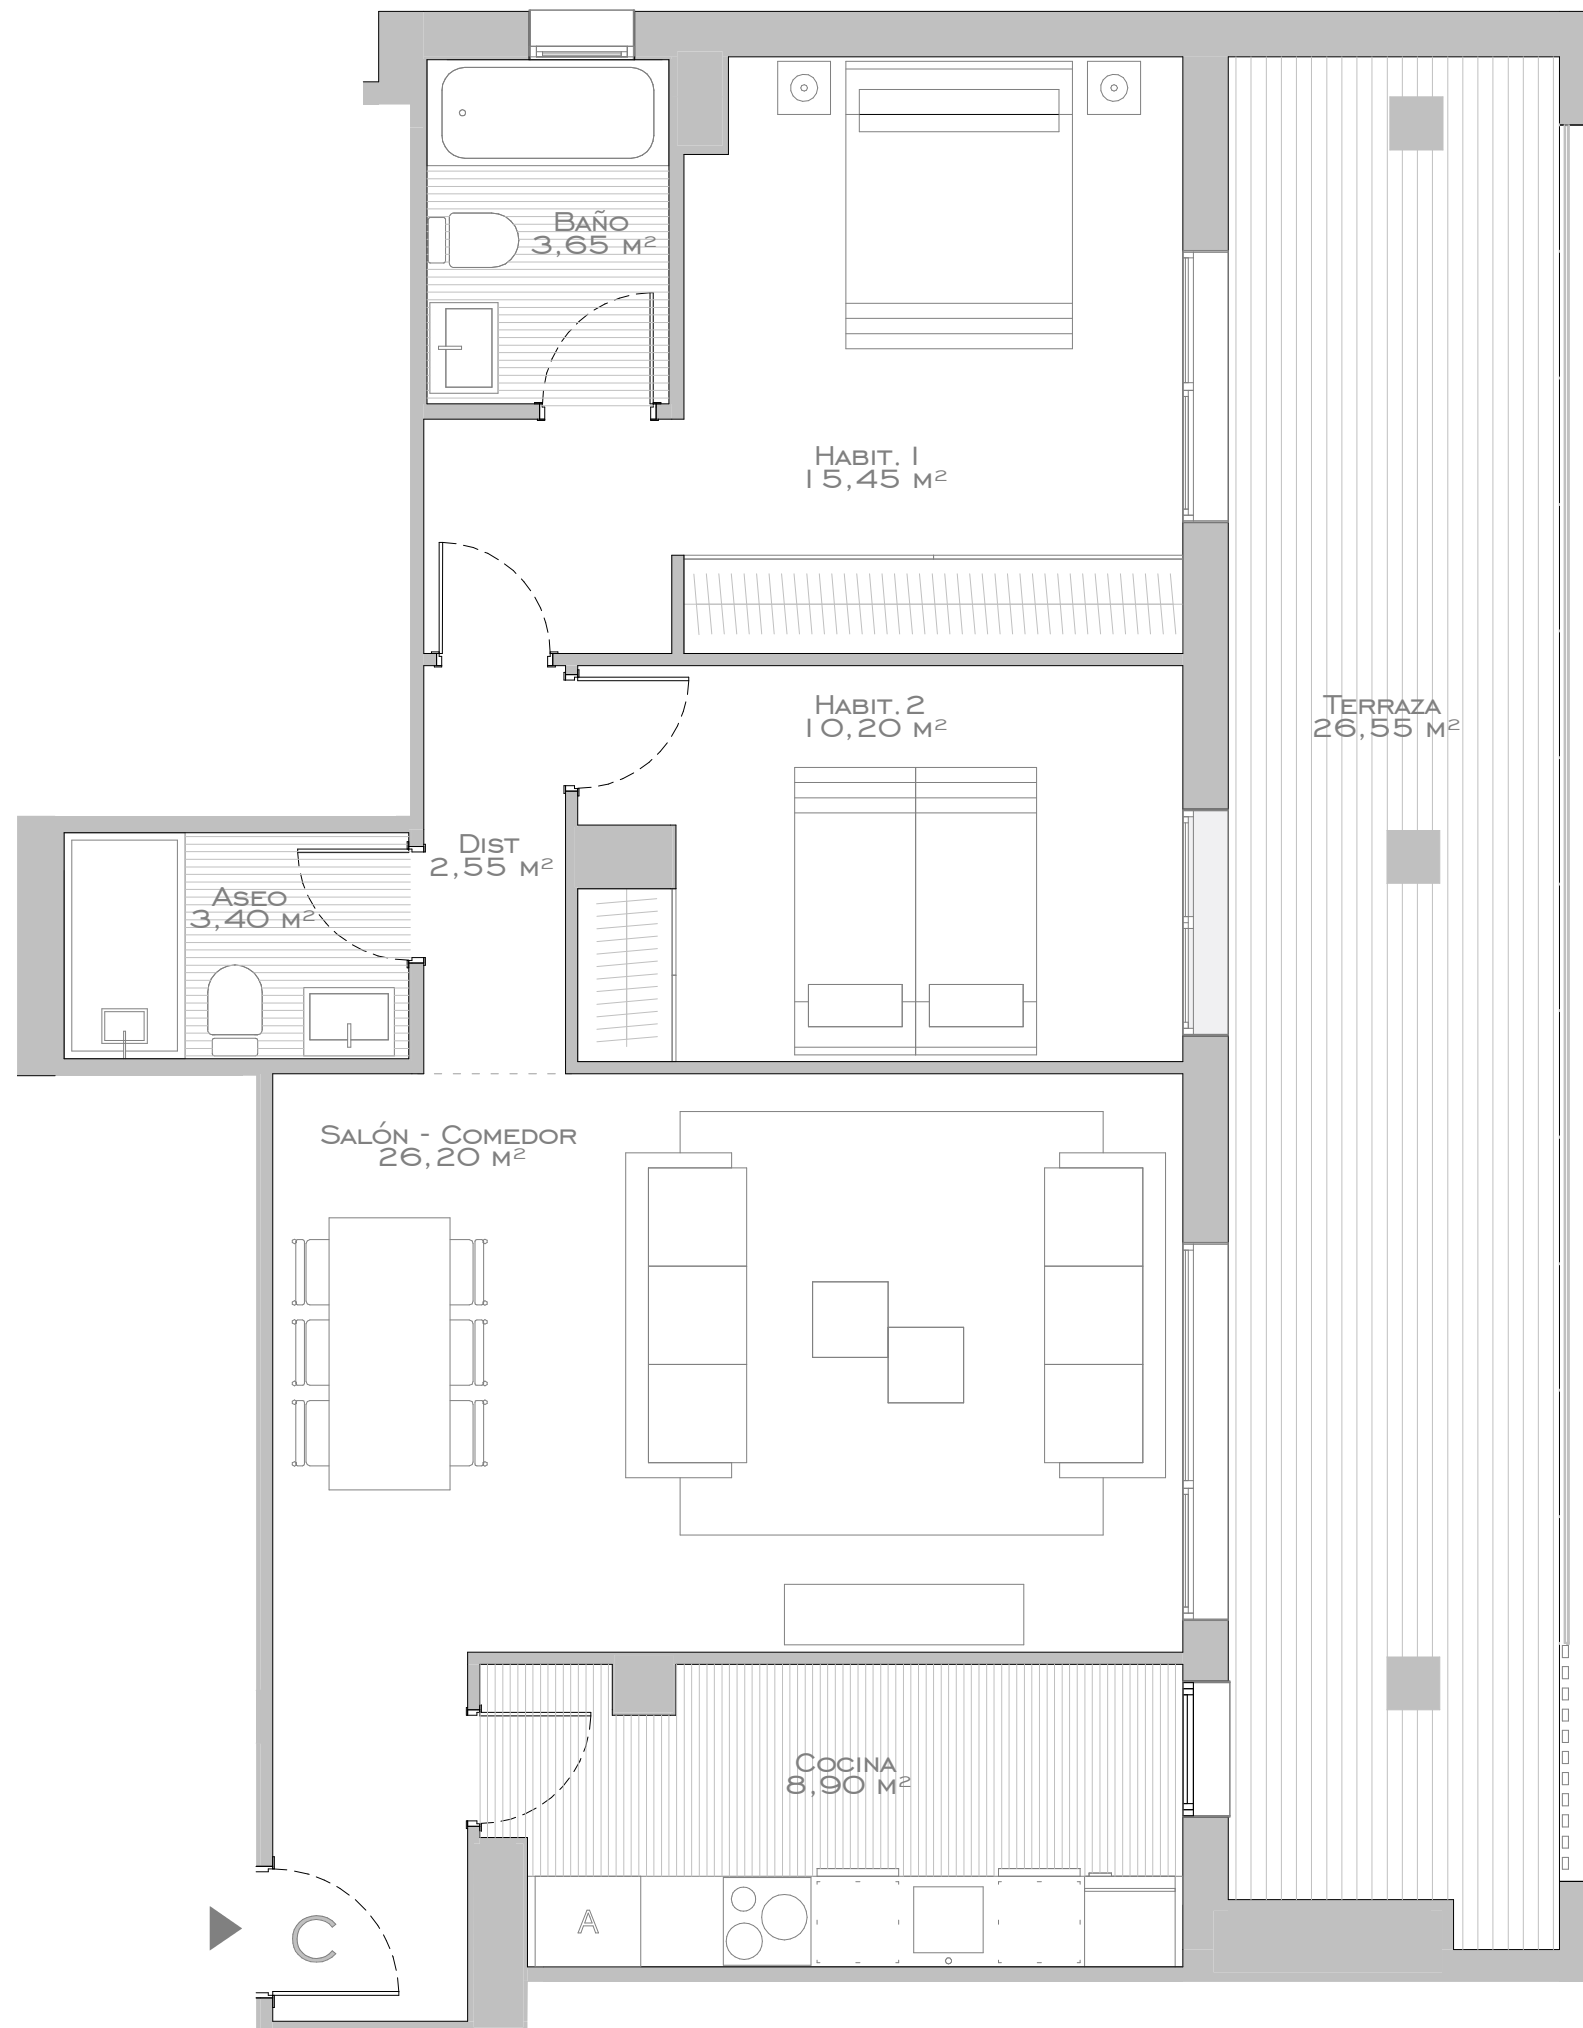 Baño
3,65 m²
Habit. 1
15,45 m²
Habit. 2
10,20 m²
Terraza
26,55 m²
Dist
2,55 m²
Aseo
3,40 m²
Salón - Comedor
26,20 m²
Cocina
8,90 m²
A
C